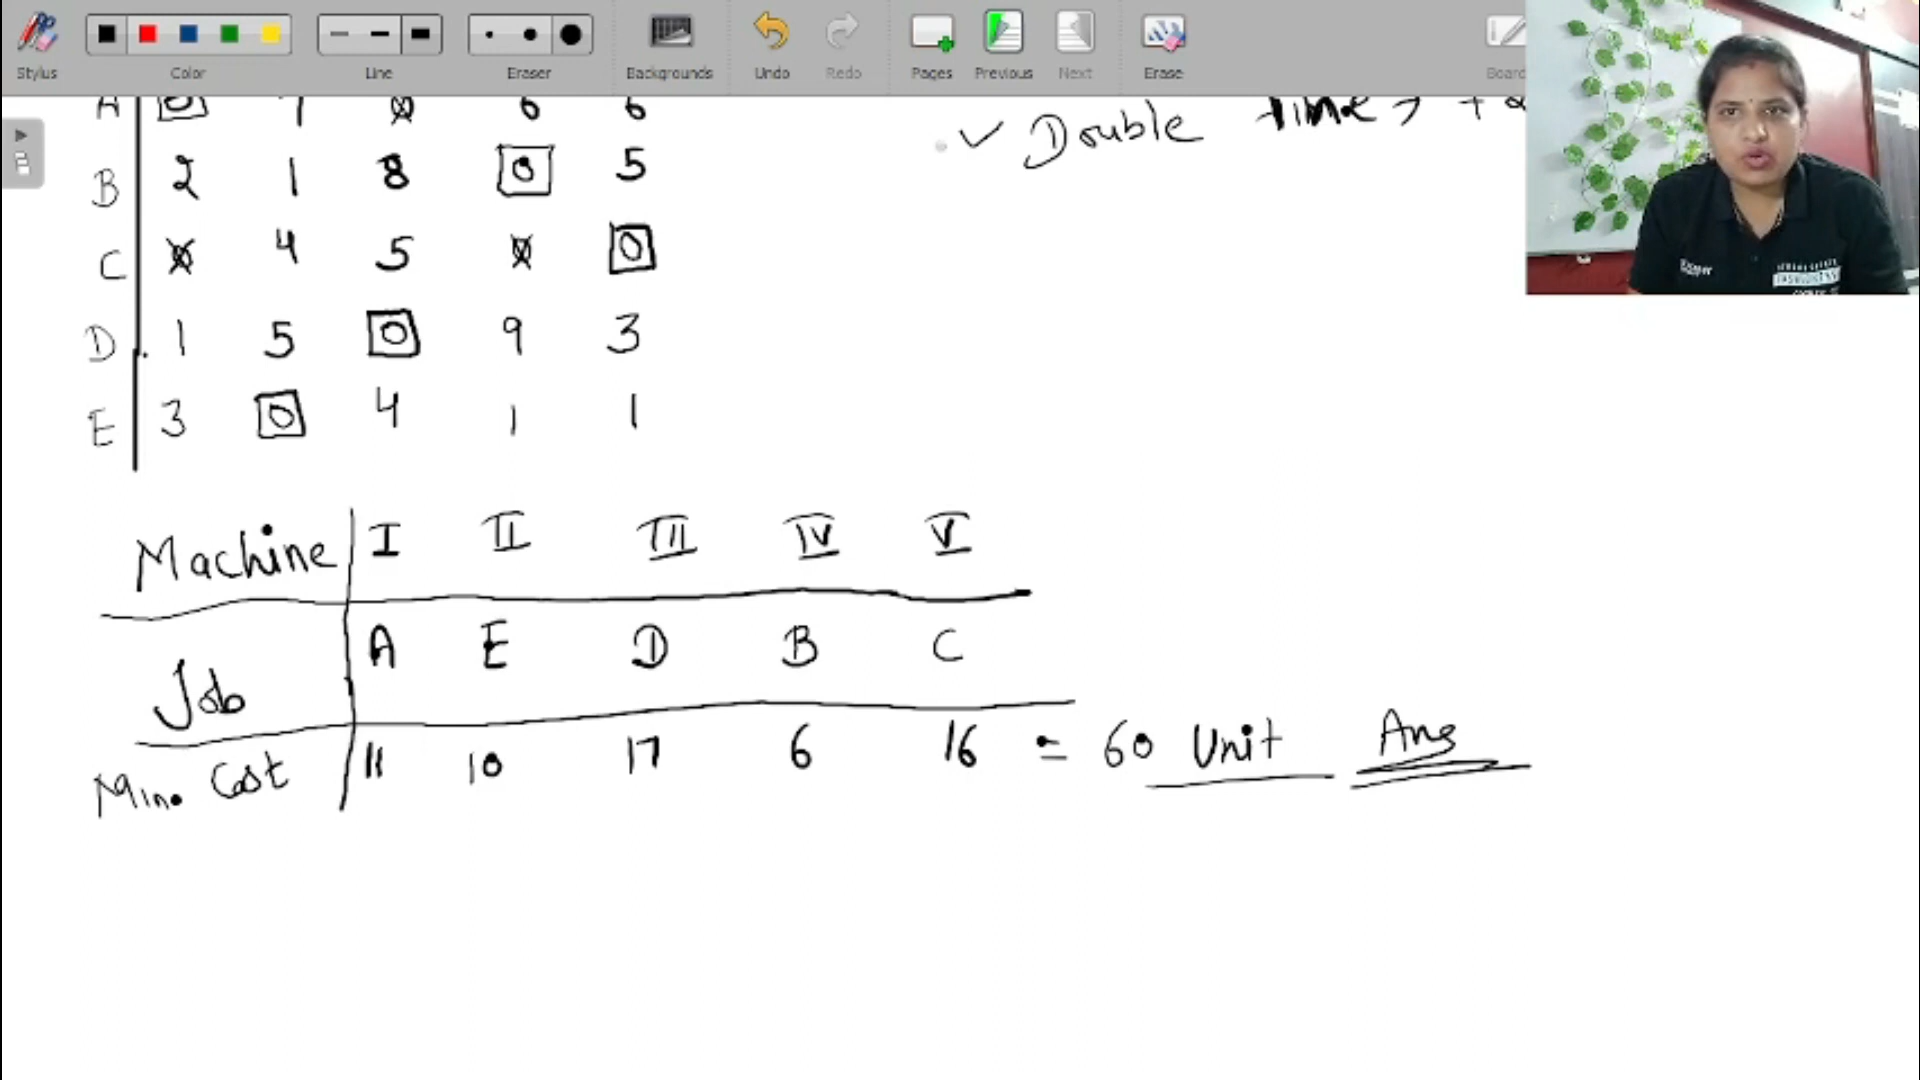 Stylus Color Line Eraser Backgrounds Undo Redo Pages Previous Next Erase Board
A 0 7 0 6 6
✓ Double time →
B 2 1 8 0 5
C 0 4 5 0 0
D 1 5 0 9 3
E 3 0 4 1 1
Machine I II III IV V
Job A E D B C
Min. Cost 11 10 17 6 16 = 60 Unit Ans